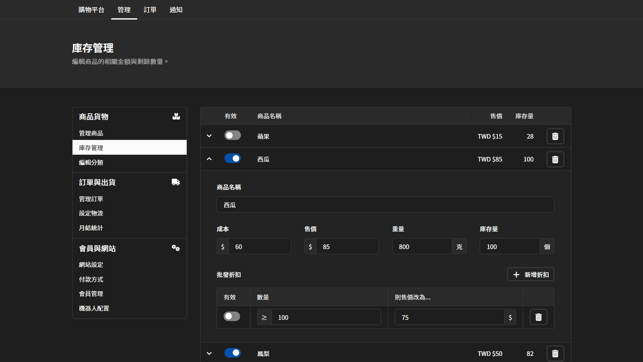 購物平台 管理 訂單 通知
庫存管理
編輯商品的相關金額與剩餘數量。
商品貨物
管理商品
庫存管理
編輯分類
訂單與出貨
管理訂單
設定物流
月結統計
會員與網站
網站設定
付款方式
會員管理
機器人配置
有效 商品名稱 售價 庫存量
蘋果 TWD $15 28
西瓜 TWD $85 100
商品名稱
西瓜
成本 售價 重量 庫存量
$ 60 $ 85 800 克 100 個
批發折扣 + 新增折扣
有效 數量 則售價改為...
≥ 100 75 $
鳳梨 TWD $50 82